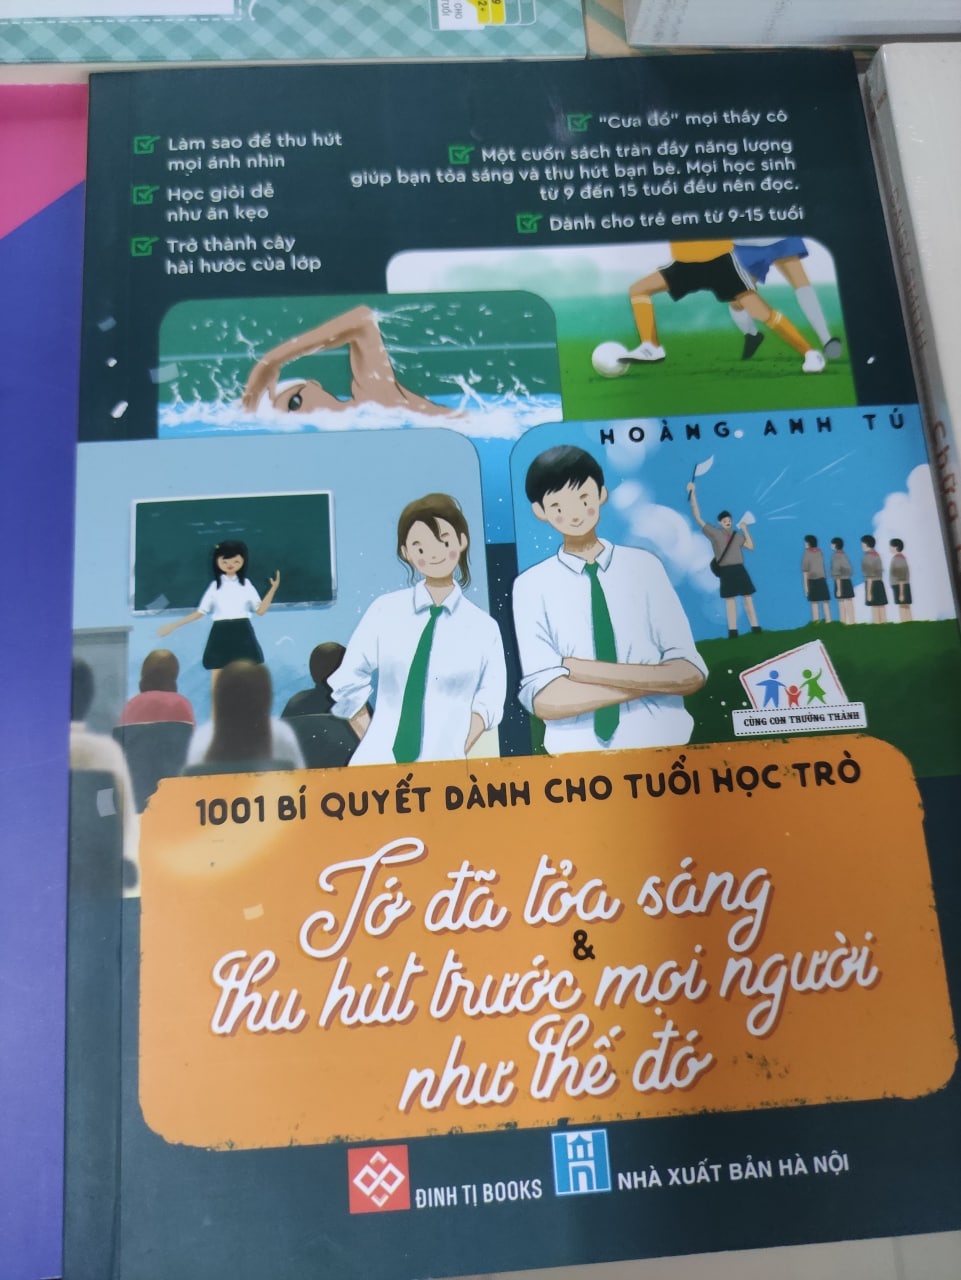 Làm sao để thu hút
mọi ánh nhìn
Học giỏi dễ
như ăn kẹo
Trở thành cây
hài hước của lớp
"Cưa đổ" mọi thầy cô
Một cuốn sách tràn đầy năng lượng
giúp bạn tỏa sáng và thu hút bạn bè. Mọi học sinh
từ 9 đến 15 tuổi đều nên đọc.
Dành cho trẻ em từ 9-15 tuổi
HOÀNG ANH TÚ
CÙNG CON TRƯỞNG THÀNH
1001 BÍ QUYẾT DÀNH CHO TUỔI HỌC TRÒ
Tớ đã tỏa sáng
&
thu hút trước mọi người
như thế đó
ĐINH TỊ BOOKS
NHÀ XUẤT BẢN HÀ NỘI